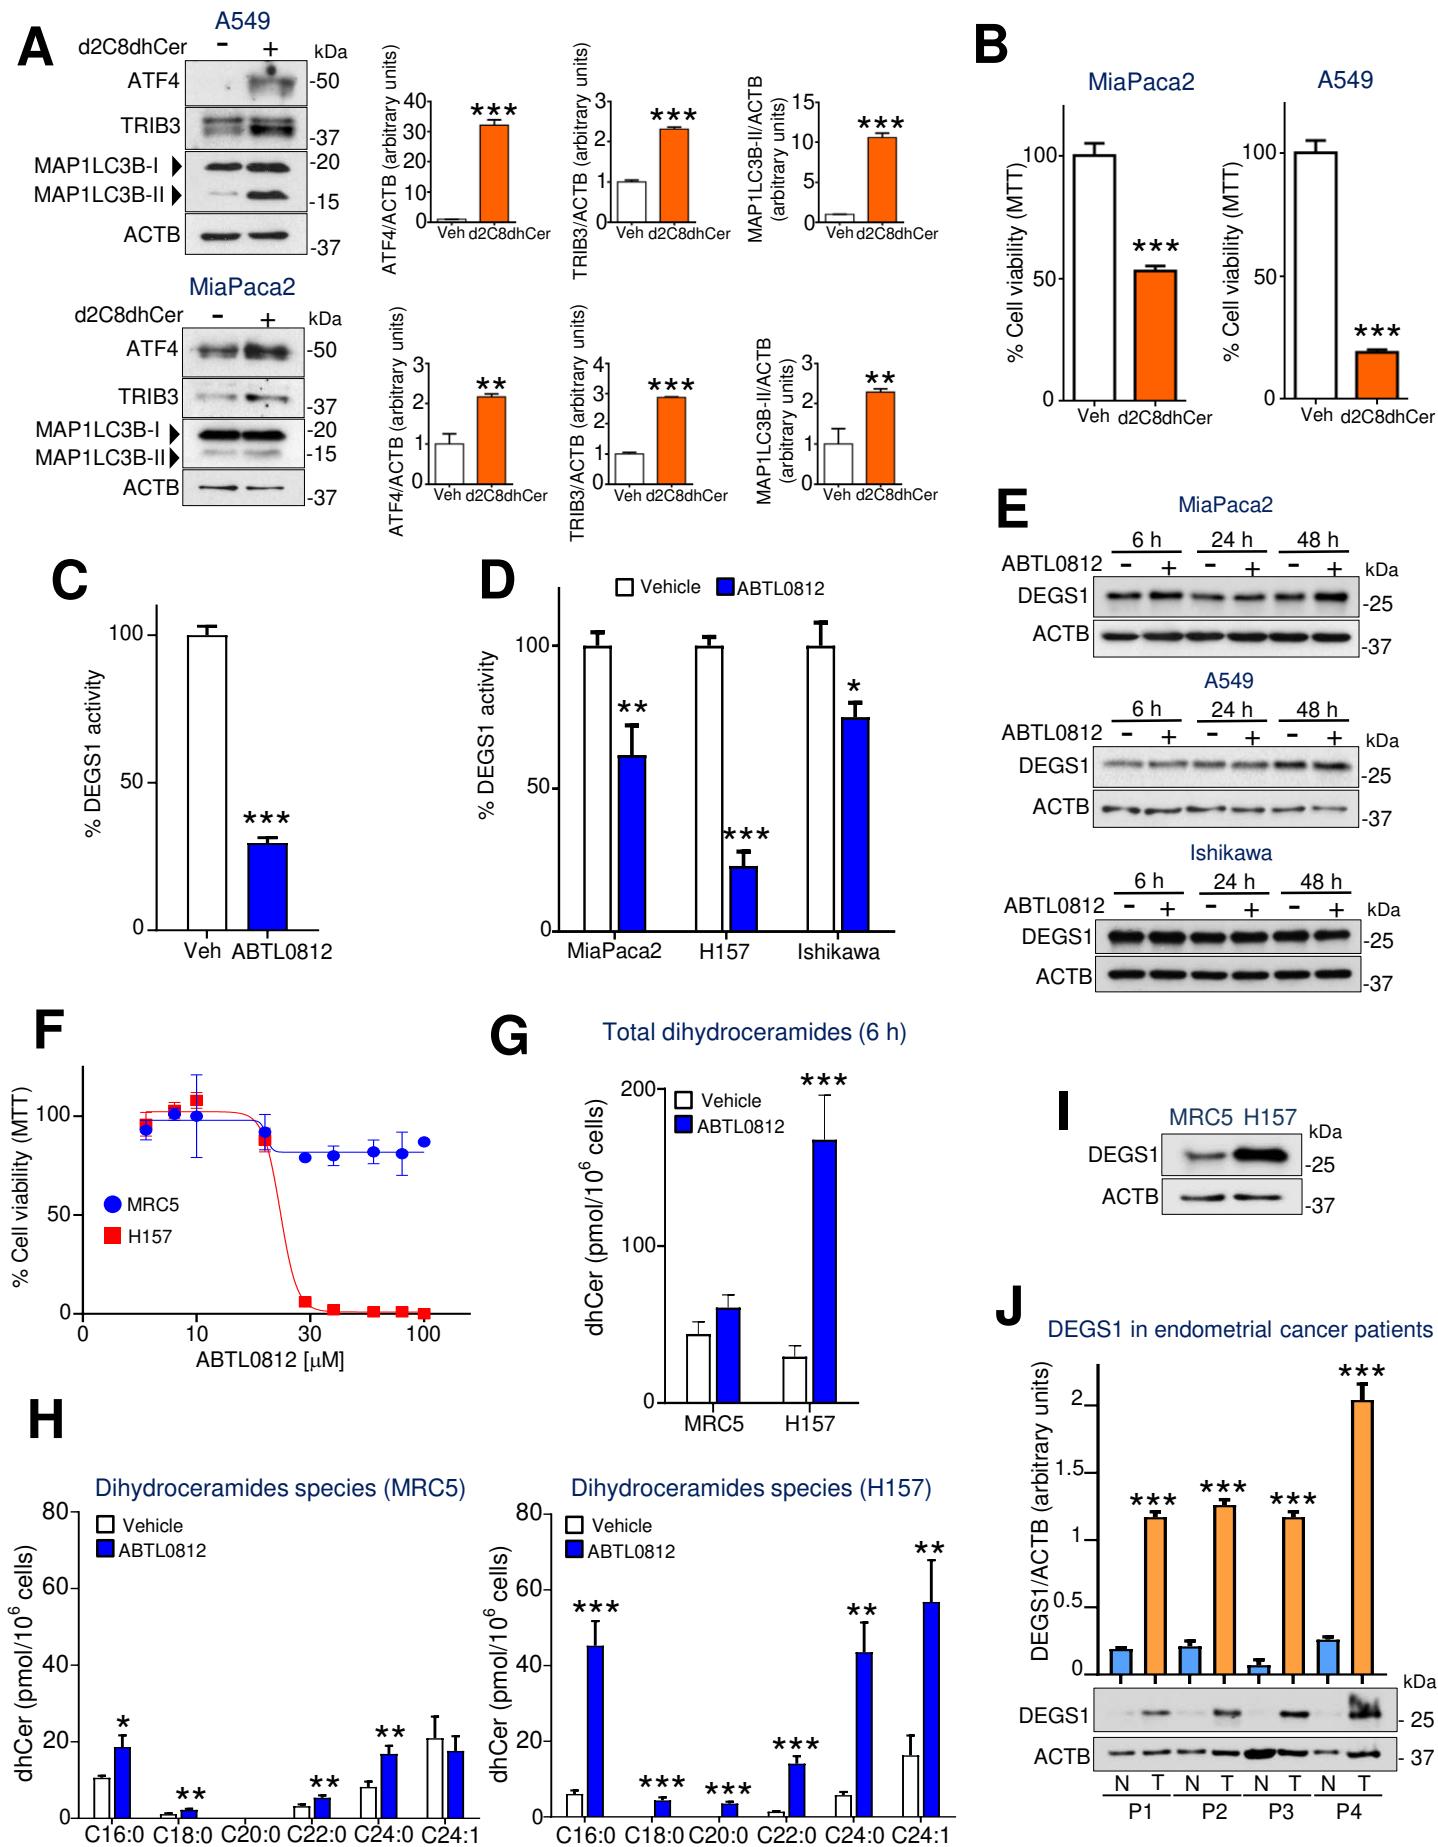 A
A549
d2C8dhCer - + kDa
ATF4 -50
TRIB3 -37
MAP1LC3B-I -20
MAP1LC3B-II -15
ACTB -37
ATF4/ACTB (arbitrary units)
40
30
20
10
0
***
Veh d2C8dhCer
TRIB3/ACTB (arbitrary units)
3
2
1
0
***
Veh d2C8dhCer
MAP1LC3B-II/ACTB
(arbitrary units)
15
10
5
0
***
Veh d2C8dhCer
MiaPaca2
d2C8dhCer - + kDa
ATF4 -50
TRIB3 -37
MAP1LC3B-I -20
MAP1LC3B-II -15
ACTB -37
ATF4/ACTB (arbitrary units)
3
2
1
0
**
Veh d2C8dhCer
TRIB3/ACTB (arbitrary units)
4
3
2
1
0
***
Veh d2C8dhCer
MAP1LC3B-II/ACTB
(arbitrary units)
3
2
1
0
**
Veh d2C8dhCer
B
MiaPaca2
% Cell viability (MTT)
100
50
0
***
Veh d2C8dhCer
A549
% Cell viability (MTT)
100
50
0
***
Veh d2C8dhCer
C
% DEGS1 activity
100
50
0
***
Veh ABTL0812
D
Vehicle ABTL0812
% DEGS1 activity
100
50
0
** *** *
MiaPaca2 H157 Ishikawa
E
MiaPaca2
6 h 24 h 48 h
ABTL0812 - + - + - + kDa
DEGS1 -25
ACTB -37
A549
6 h 24 h 48 h
ABTL0812 - + - + - + kDa
DEGS1 -25
ACTB -37
Ishikawa
6 h 24 h 48 h
ABTL0812 - + - + - + kDa
DEGS1 -25
ACTB -37
F
% Cell viability (MTT)
100
50
0
MRC5
H157
0 10 30 100
ABTL0812 [µM]
G
Total dihydroceramides (6 h)
dhCer (pmol/10⁶ cells)
200
100
0
Vehicle
ABTL0812
***
MRC5 H157
H
Dihydroceramides species (MRC5)
dhCer (pmol/10⁶ cells)
80
60
40
20
0
Vehicle
ABTL0812
* ** ** **
C16:0 C18:0 C20:0 C22:0 C24:0 C24:1
Dihydroceramides species (H157)
dhCer (pmol/10⁶ cells)
80
60
40
20
0
Vehicle
ABTL0812
*** *** *** *** ** **
C16:0 C18:0 C20:0 C22:0 C24:0 C24:1
I
MRC5 H157
kDa
DEGS1 -25
ACTB -37
J
DEGS1 in endometrial cancer patients
DEGS1/ACTB (arbitrary units)
2
1.5
1
0.5
0
*** *** *** ***
kDa
DEGS1 - 25
ACTB - 37
N T N T N T N T
P1 P2 P3 P4